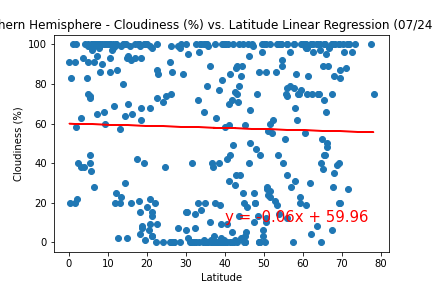 hern Hemisphere - Cloudiness (%) vs. Latitude Linear Regression (07/24
100
80
60
40
20
0
Cloudiness (%)
y = -0.06x + 59.96
0 10 20 30 40 50 60 70 80
Latitude